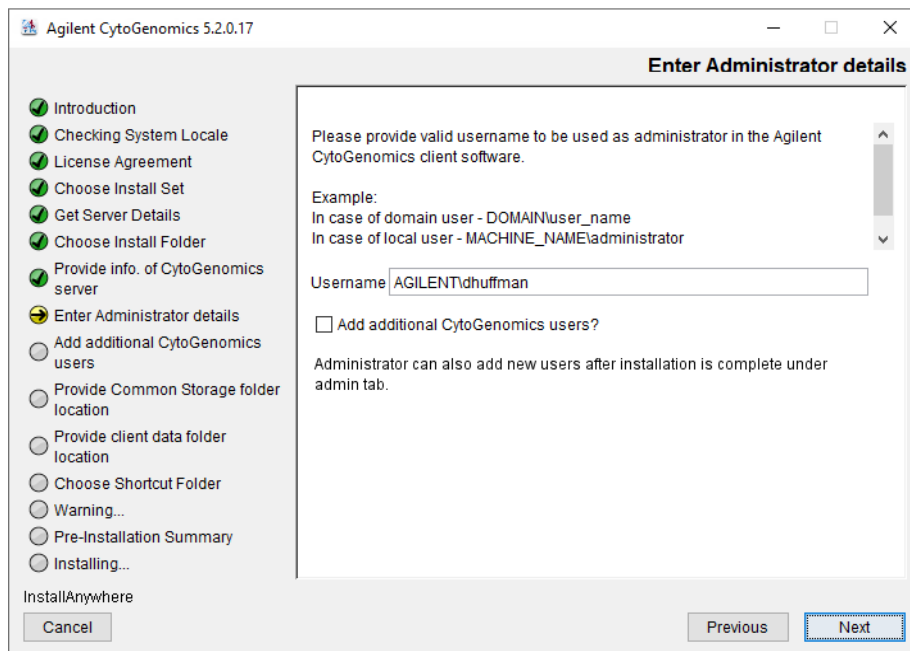 Agilent CytoGenomics 5.2.0.17
Enter Administrator details
Introduction
Checking System Locale
License Agreement
Choose Install Set
Get Server Details
Choose Install Folder
Provide info. of CytoGenomics
server
Enter Administrator details
Add additional CytoGenomics
users
Provide Common Storage folder
location
Provide client data folder
location
Choose Shortcut Folder
Warning...
Pre-Installation Summary
Installing...
Please provide valid username to be used as administrator in the Agilent
CytoGenomics client software.
Example:
In case of domain user - DOMAIN\user_name
In case of local user - MACHINE_NAME\administrator
Username AGILENT\dhuffman
Add additional CytoGenomics users?
Administrator can also add new users after installation is complete under
admin tab.
InstallAnywhere
Cancel
Previous
Next